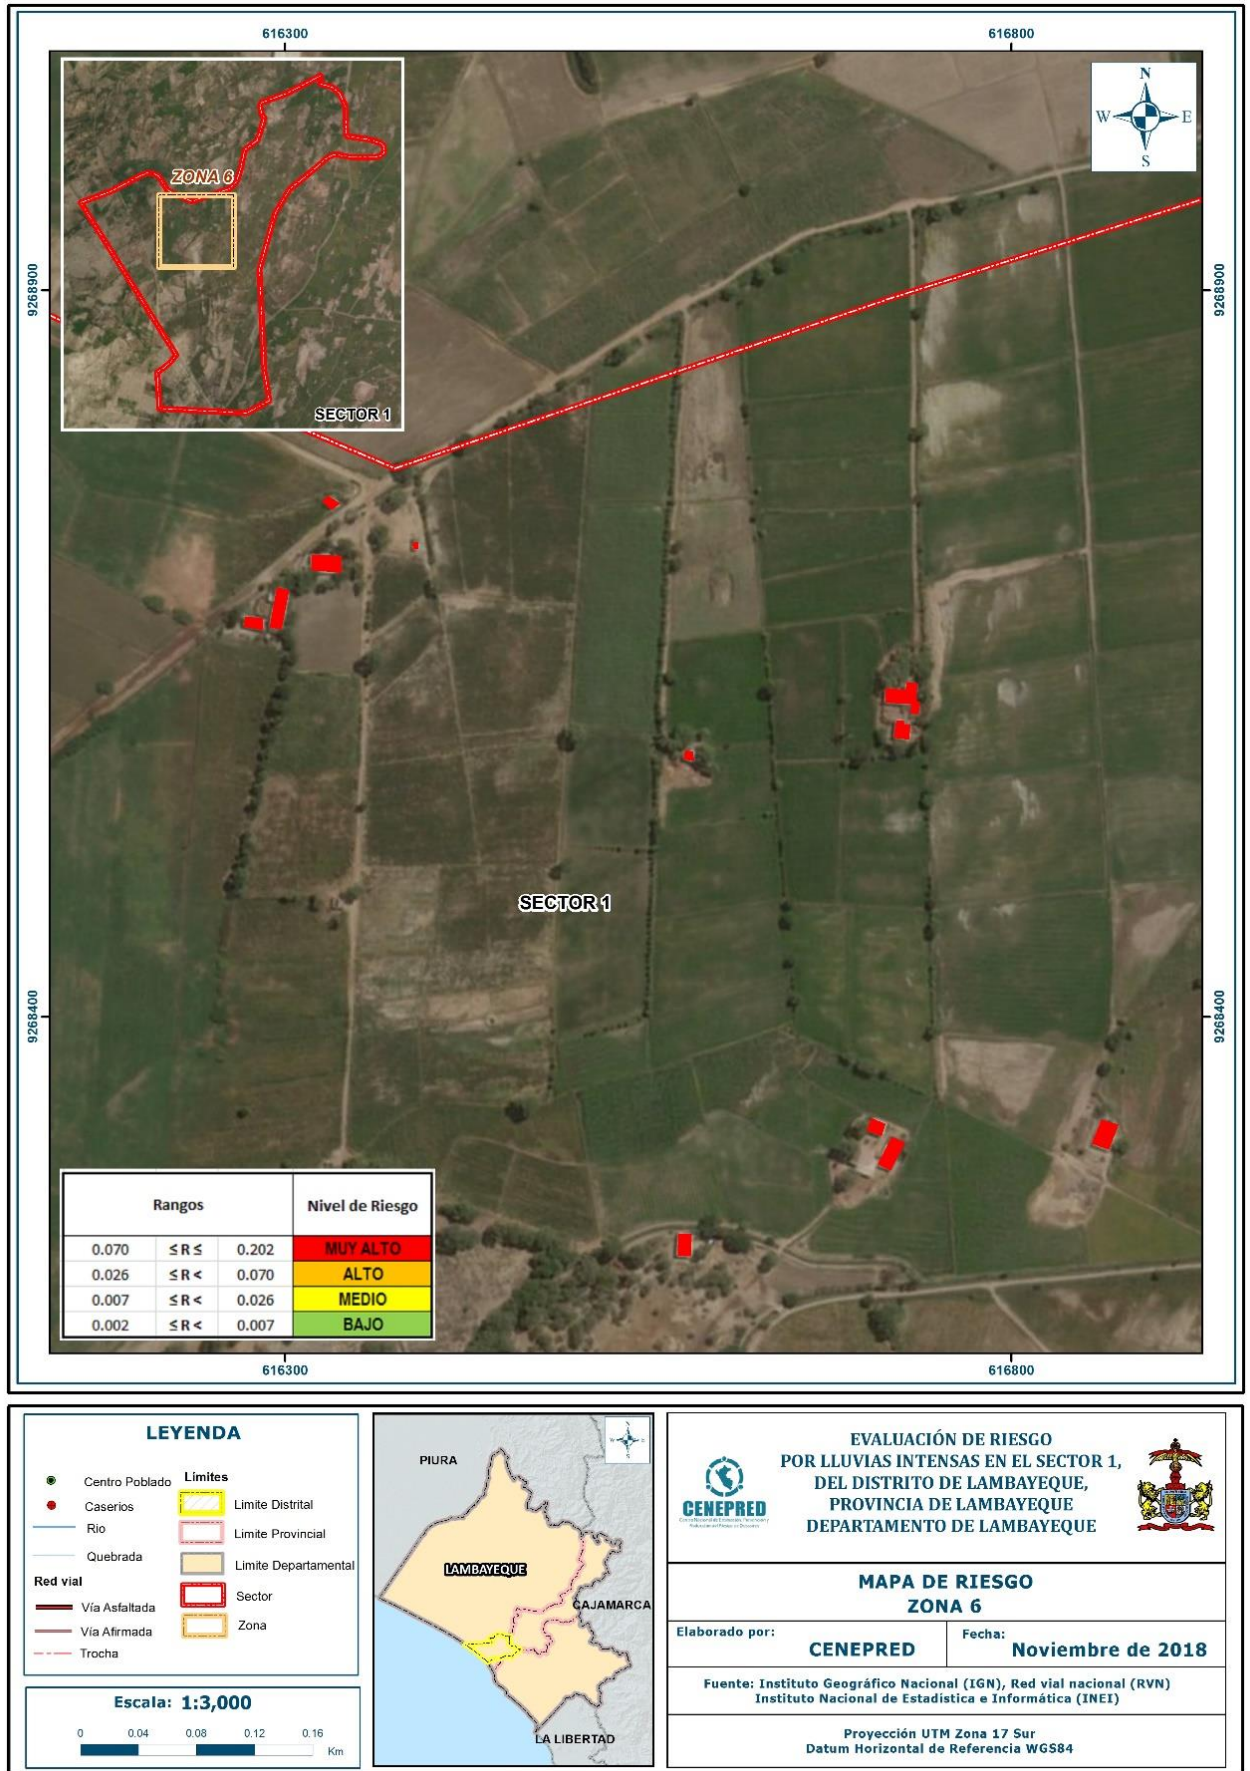 616300
616800
N
W
E
S
ZONA 6
SECTOR 1
9268900
9268900
SECTOR 1
9268400
9268400
Rangos
Nivel de Riesgo
0.070 ≤ R ≤ 0.202 MUY ALTO
0.026 ≤ R < 0.070 ALTO
0.007 ≤ R < 0.026 MEDIO
0.002 ≤ R < 0.007 BAJO
616300
616800
LEYENDA
Centro Poblado
Caserios
Rio
Quebrada
Red vial
Vía Asfaltada
Vía Afirmada
Trocha
Límites
Limite Distrital
Limite Provincial
Limite Departamental
Sector
Zona
Escala: 1:3,000
0 0.04 0.08 0.12 0.16
Km
PIURA
LAMBAYEQUE
CAJAMARCA
LA LIBERTAD
CENEPRED
EVALUACIÓN DE RIESGO
POR LLUVIAS INTENSAS EN EL SECTOR 1,
DEL DISTRITO DE LAMBAYEQUE,
PROVINCIA DE LAMBAYEQUE
DEPARTAMENTO DE LAMBAYEQUE
MAPA DE RIESGO
ZONA 6
Elaborado por:
CENEPRED
Fecha:
Noviembre de 2018
Fuente: Instituto Geográfico Nacional (IGN), Red vial nacional (RVN)
Instituto Nacional de Estadística e Informática (INEI)
Proyección UTM Zona 17 Sur
Datum Horizontal de Referencia WGS84